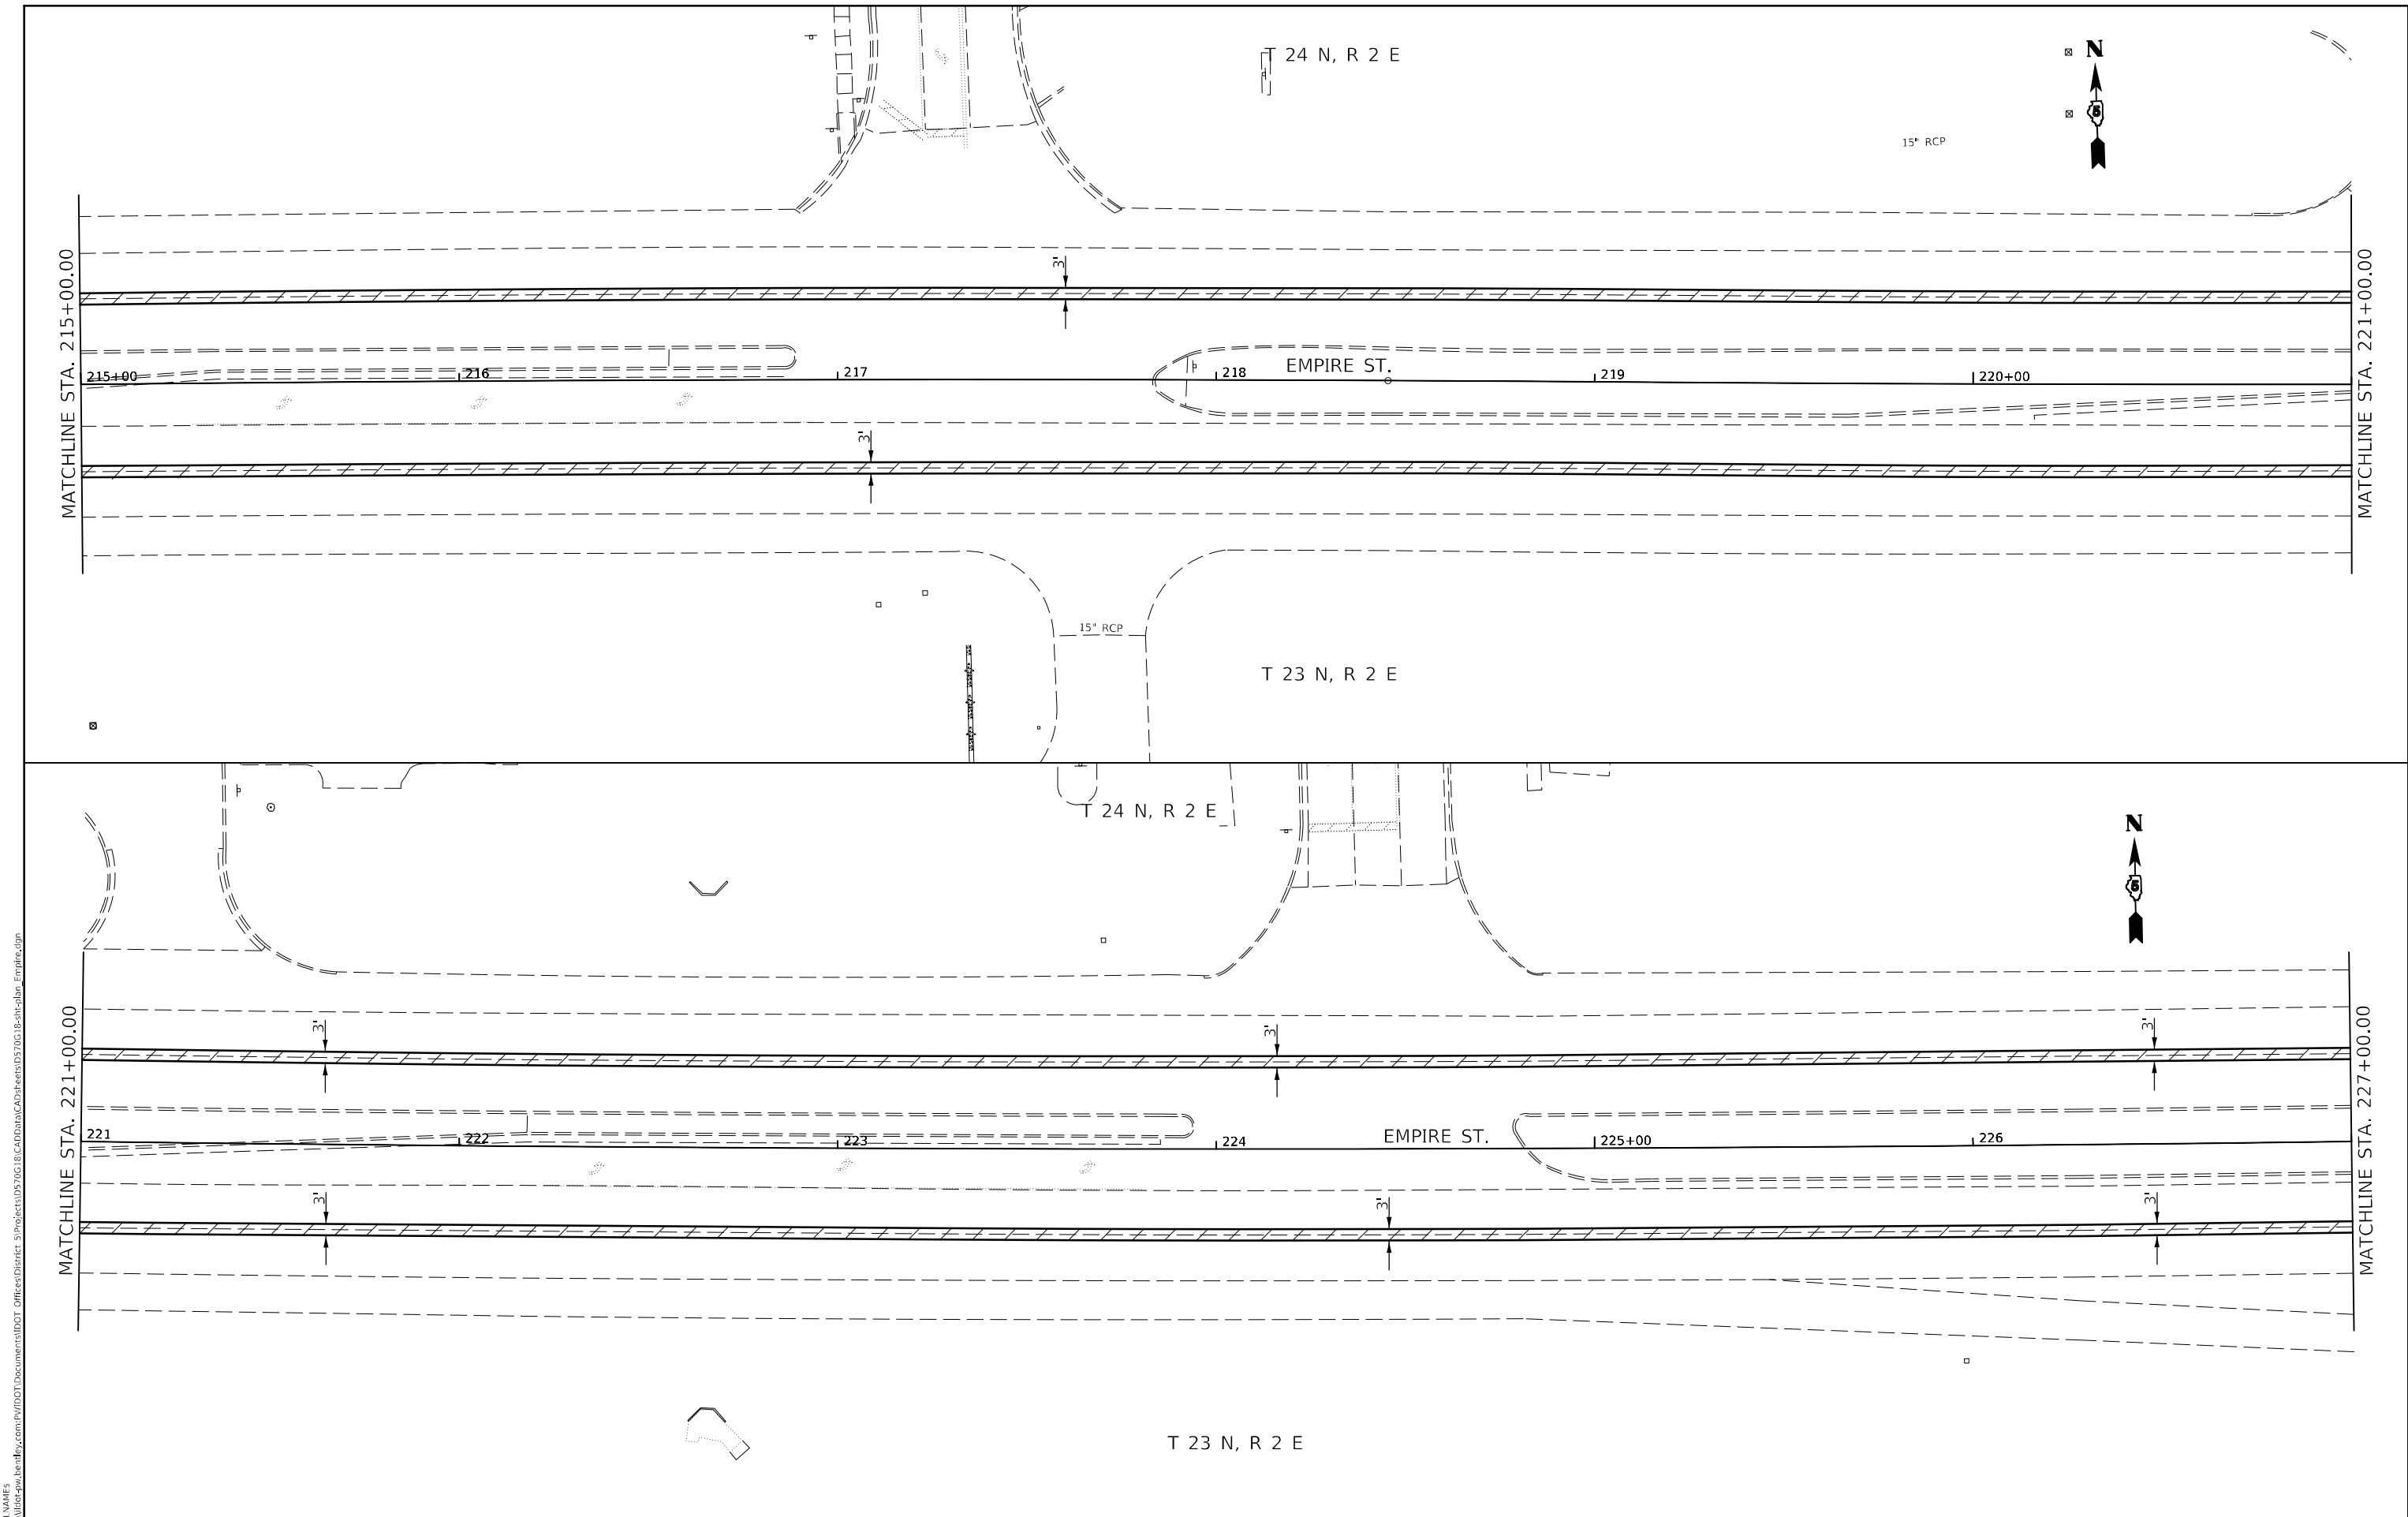 T 24 N, R 2 E
N
5
15" RCP
MATCHLINE STA. 215+00.00
MATCHLINE STA. 221+00.00
3'
EMPIRE ST.
215+00
216
217
218
219
220+00
3'
15" RCP
T 23 N, R 2 E
T 24 N, R 2 E
N
5
MATCHLINE STA. 221+00.00
MATCHLINE STA. 227+00.00
3'
3'
3'
221
222
223
224
EMPIRE ST.
225+00
226
3'
3'
3'
T 23 N, R 2 E